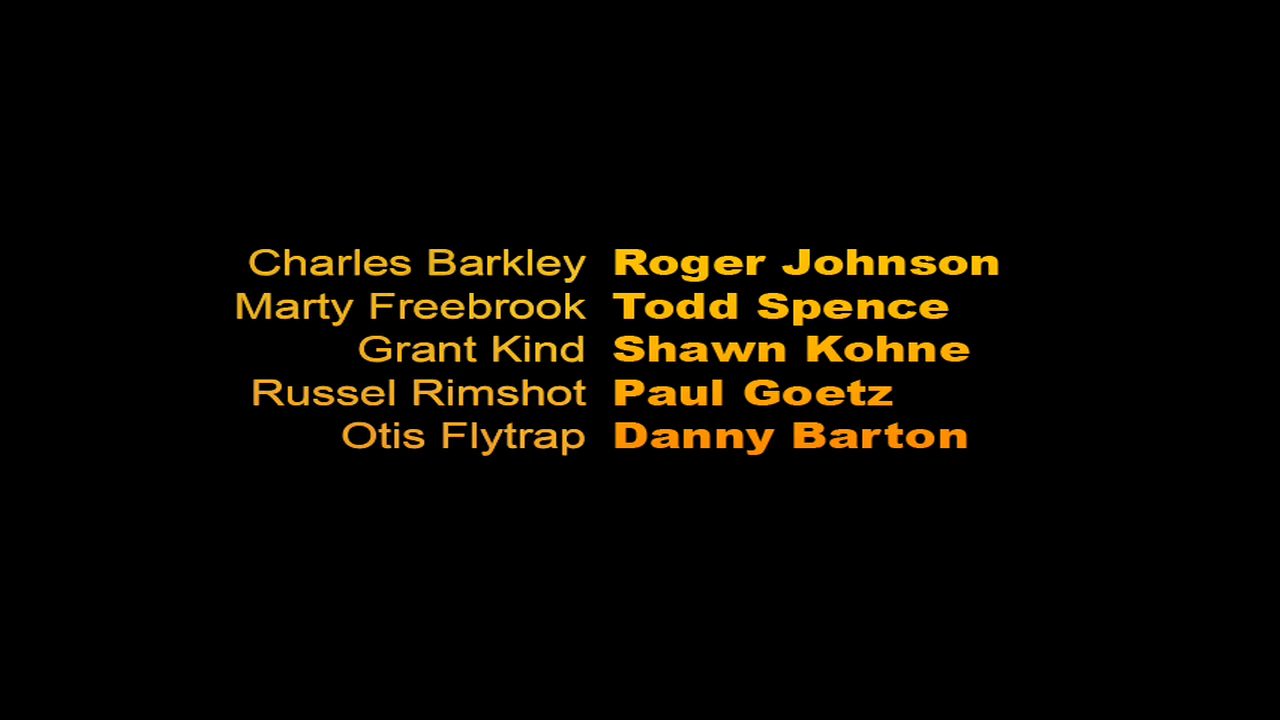 Charles Barkley Roger Johnson
Marty Freebrook Todd Spence
Grant Kind Shawn Kohne
Russel Rimshot Paul Goetz
Otis Flytrap Danny Barton